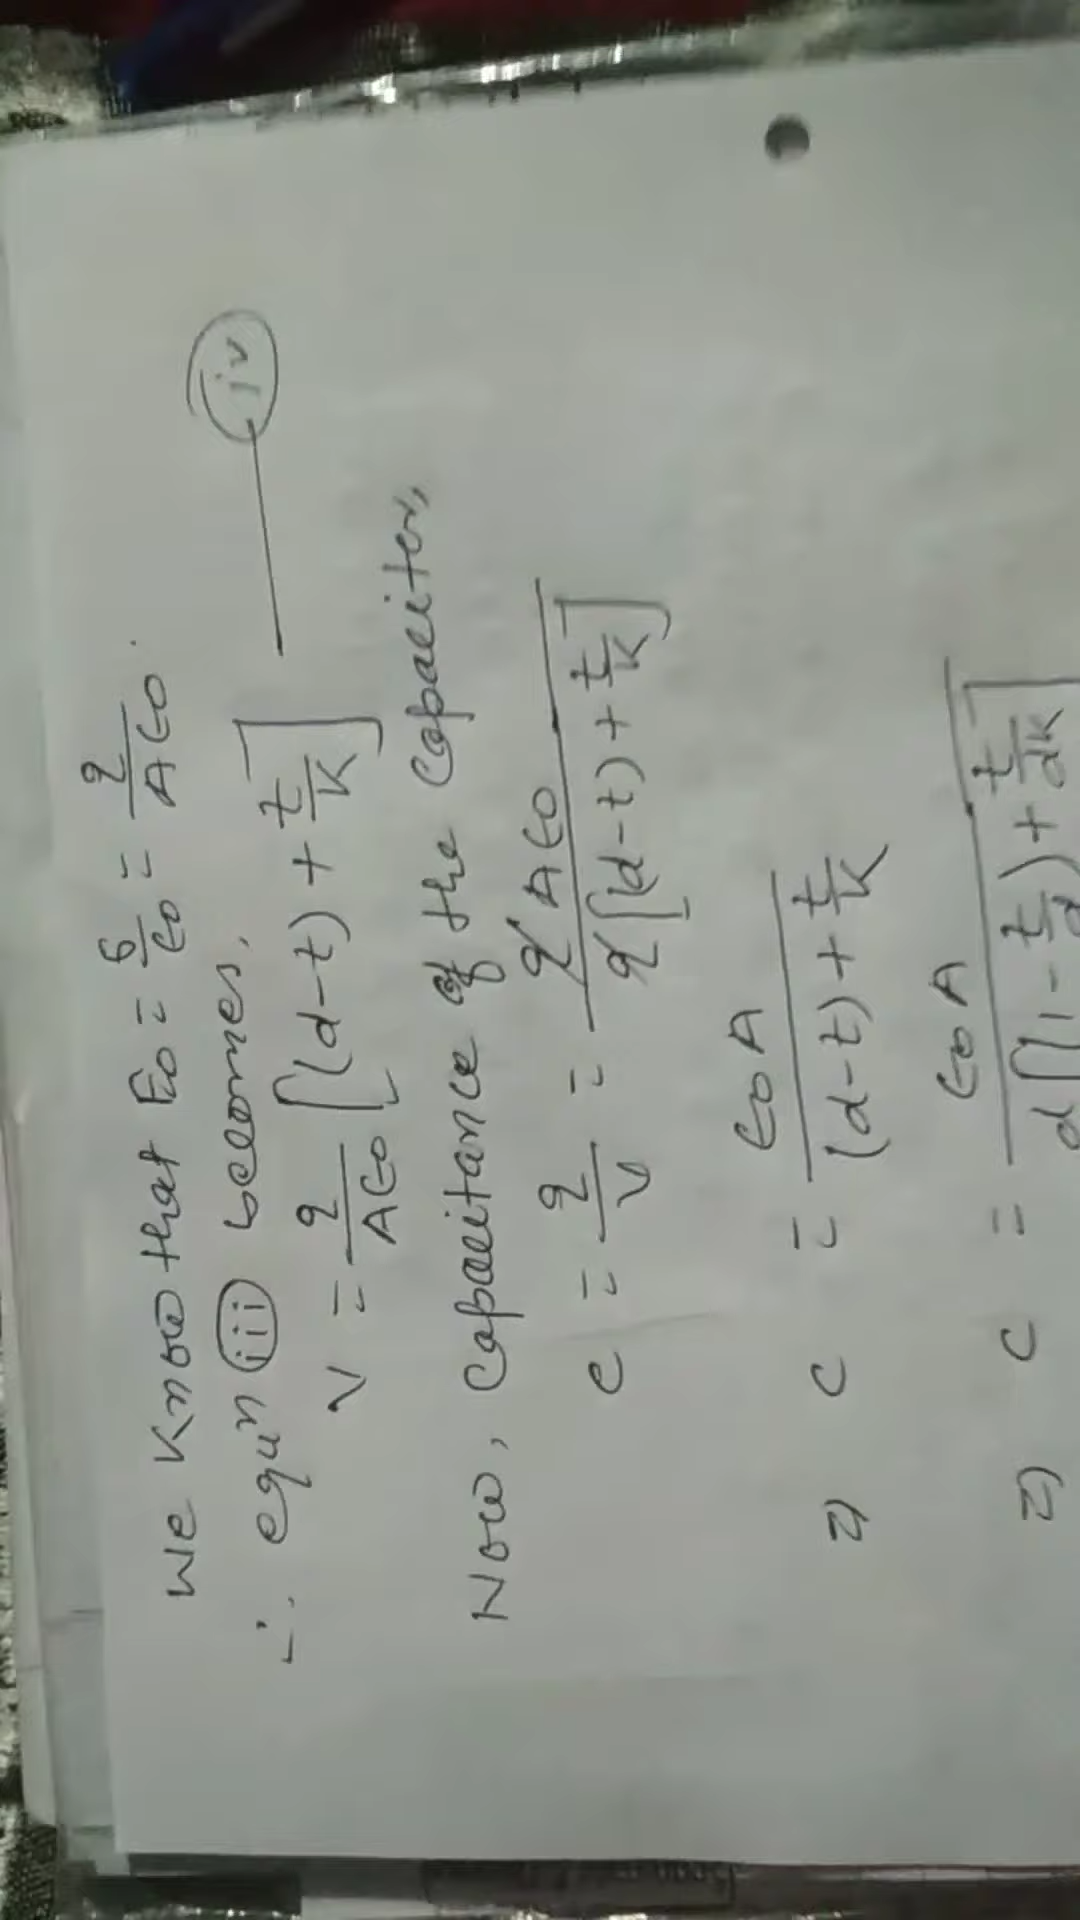 We know that E₀ = σ/ϵ₀ = q/Aϵ₀.
∴ equⁿ (iii) becomes,
V = q/Aϵ₀ [(d-t) + t/K] —— (iv)
Now, Capacitance of the Capacitor,
C = q/V = qAϵ₀/q[(d-t) + t/K]
⇒ C = ϵ₀A/(d-t) + t/K
⇒ C = ϵ₀A/d[(1 - t/d) + t/dK]